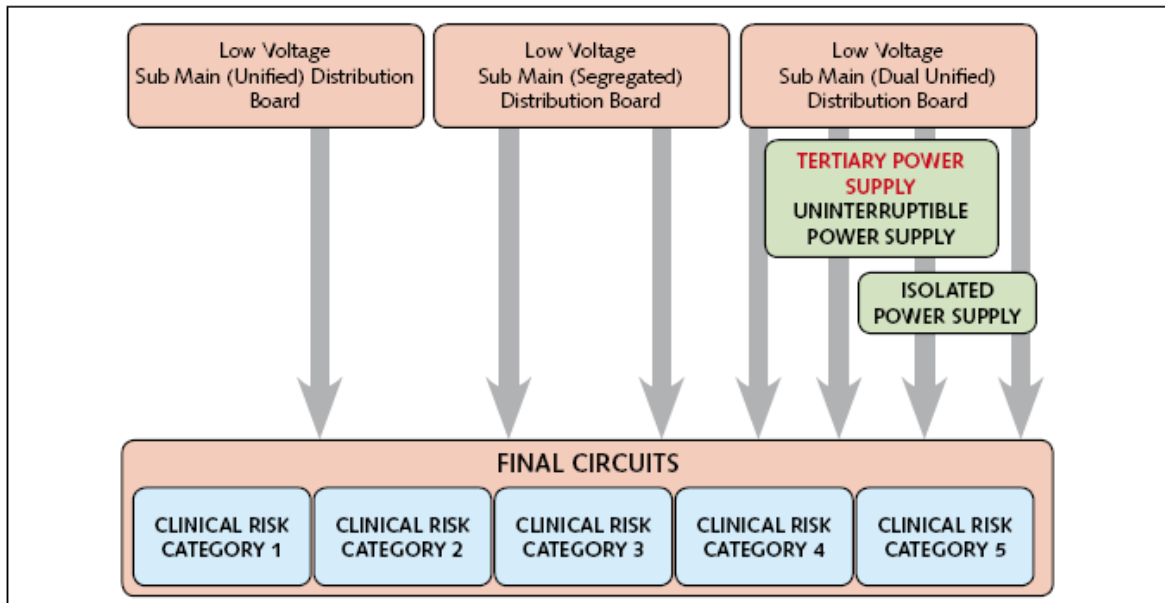 Low Voltage
Sub Main (Unified) Distribution
Board
Low Voltage
Sub Main (Segregated)
Distribution Board
Low Voltage
Sub Main (Dual Unified)
Distribution Board
TERTIARY POWER
SUPPLY
UNINTERRUPTIBLE
POWER SUPPLY
ISOLATED
POWER SUPPLY
FINAL CIRCUITS
CLINICAL RISK
CATEGORY 1
CLINICAL RISK
CATEGORY 2
CLINICAL RISK
CATEGORY 3
CLINICAL RISK
CATEGORY 4
CLINICAL RISK
CATEGORY 5